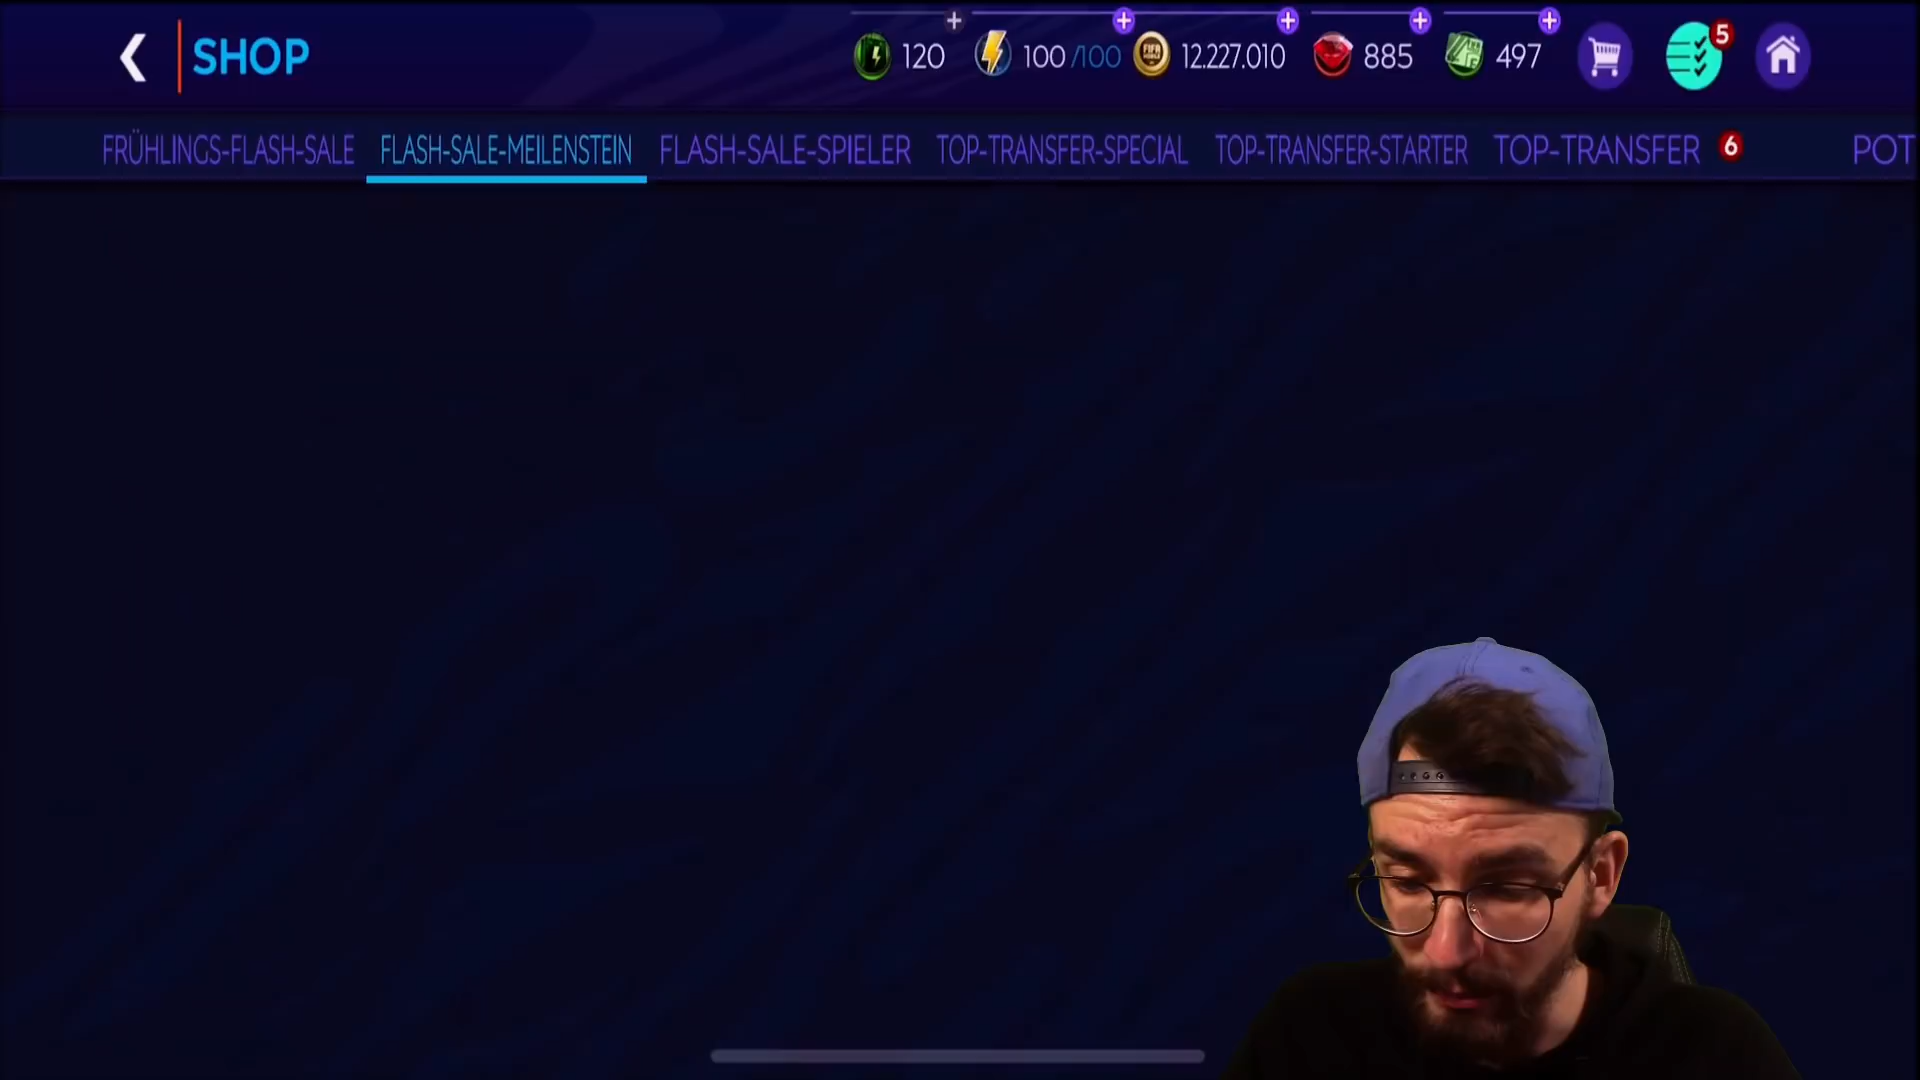 SHOP
120
100 /100
12.227.010
885
497
5
FRÜHLINGS-FLASH-SALE
FLASH-SALE-MEILENSTEIN
FLASH-SALE-SPIELER
TOP-TRANSFER-SPECIAL
TOP-TRANSFER-STARTER
TOP-TRANSFER
6
POT